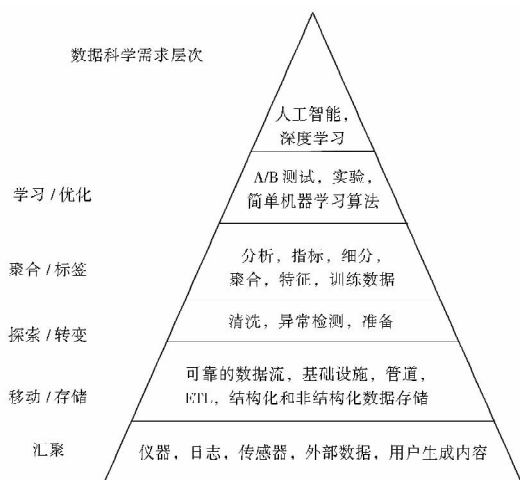 数据科学需求层次
人工智能，
深度学习
学习/优化
A/B测试，实验，
简单机器学习算法
聚合/标签
分析，指标，细分，
聚合，特征，训练数据
探索/转变
清洗，异常检测，准备
移动/存储
可靠的数据流，基础设施，管道，
ETL，结构化和非结构化数据存储
汇聚
仪器，日志，传感器，外部数据，用户生成内容